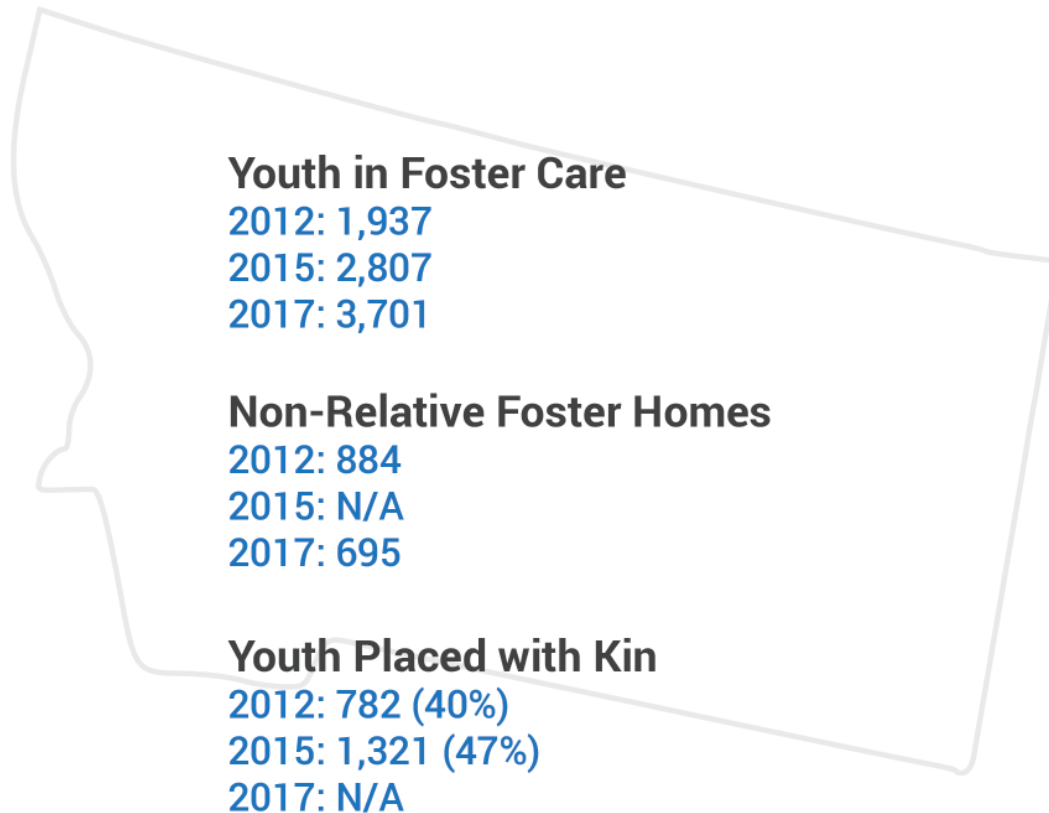 Youth in Foster Care
2012: 1,937
2015: 2,807
2017: 3,701
Non-Relative Foster Homes
2012: 884
2015: N/A
2017: 695
Youth Placed with Kin
2012: 782 (40%)
2015: 1,321 (47%)
2017: N/A